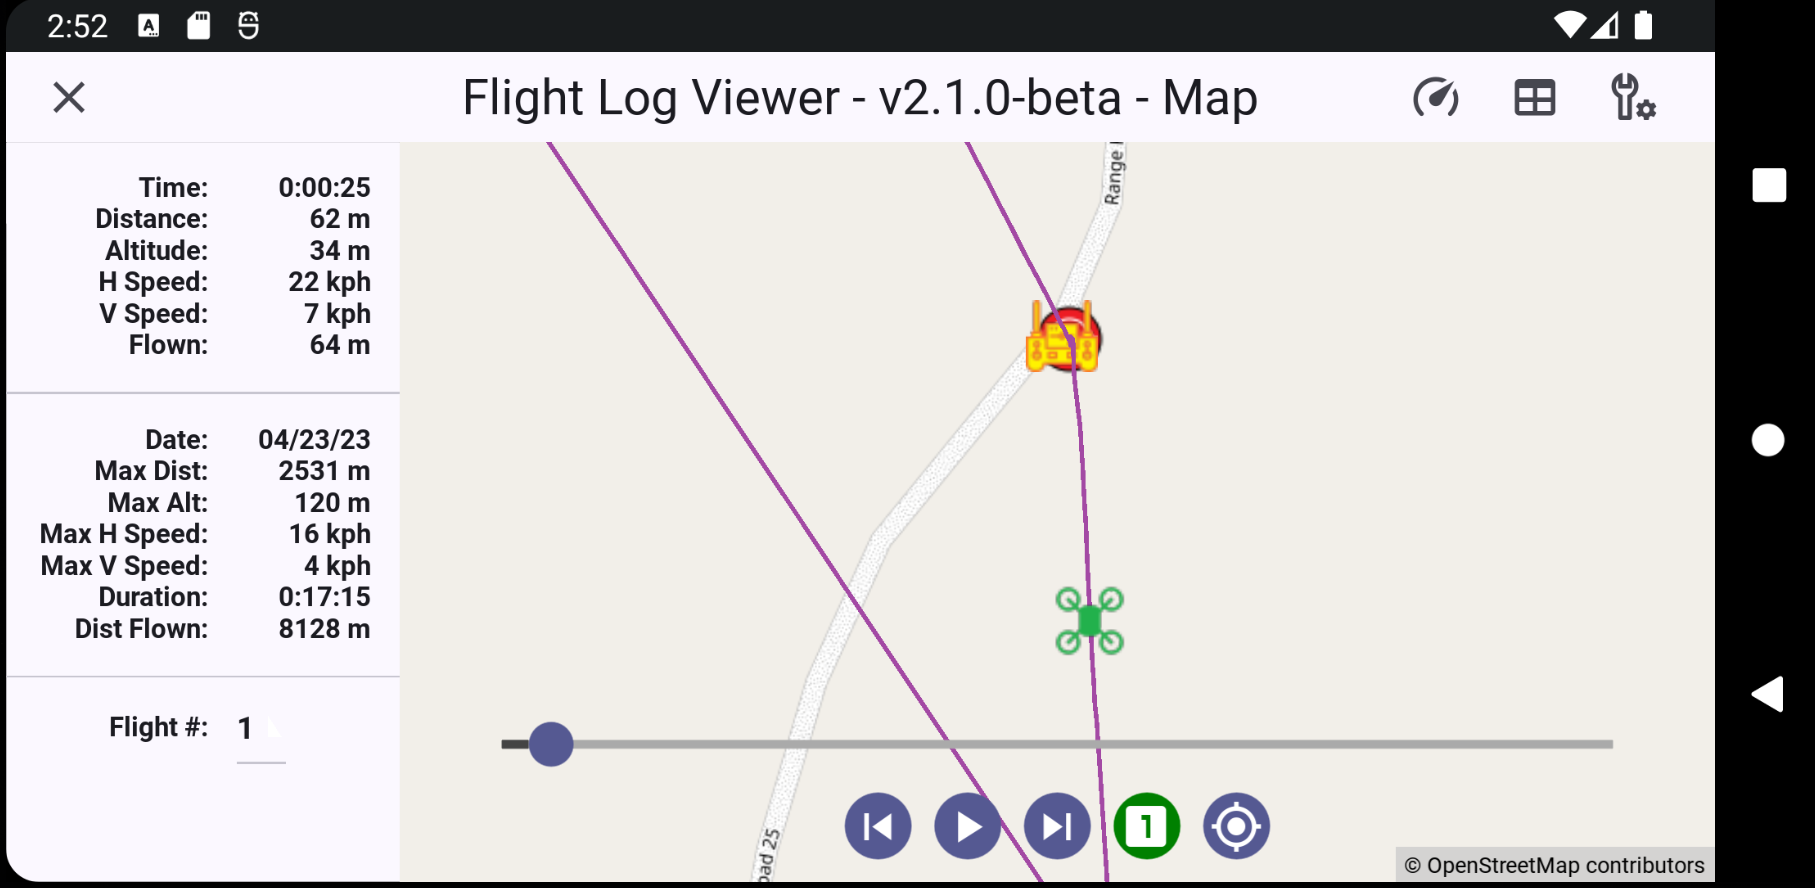 2:52
A
Flight Log Viewer - v2.1.0-beta - Map
Time: 0:00:25
Distance: 62 m
Altitude: 34 m
H Speed: 22 kph
V Speed: 7 kph
Flown: 64 m
Date: 04/23/23
Max Dist: 2531 m
Max Alt: 120 m
Max H Speed: 16 kph
Max V Speed: 4 kph
Duration: 0:17:15
Dist Flown: 8128 m
Flight #: 1
Range
25
1
© OpenStreetMap contributors